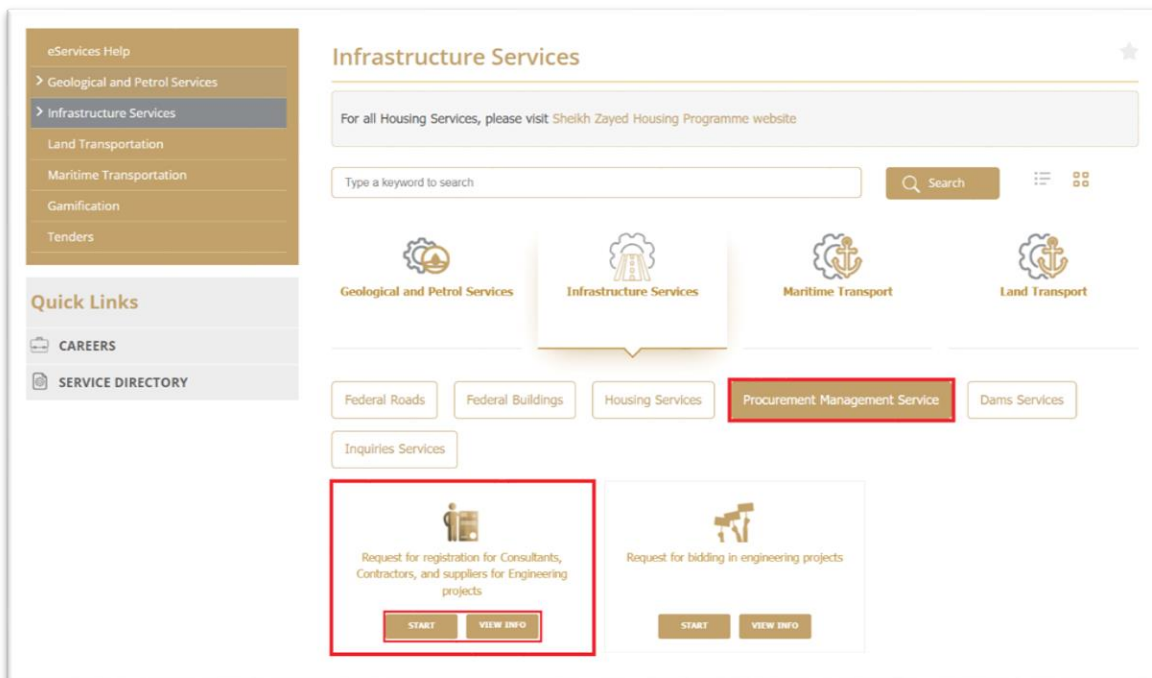 eServices Help
Geological and Petrol Services
Infrastructure Services
Land Transportation
Maritime Transportation
Gamification
Tenders
Quick Links
CAREERS
SERVICE DIRECTORY
Infrastructure Services
For all Housing Services, please visit Sheikh Zayed Housing Programme website
Type a keyword to search
Search
Geological and Petrol Services
Infrastructure Services
Maritime Transport
Land Transport
Federal Roads
Federal Buildings
Housing Services
Procurement Management Service
Dams Services
Inquiries Services
Request for registration for Consultants,
Contractors, and suppliers for Engineering
projects
START
VIEW INFO
Request for bidding in engineering projects
START
VIEW INFO